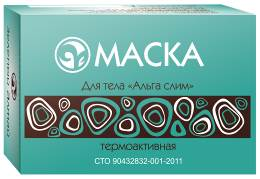 МАСКА
Для тела «Альга слим»
термоактивная
СТО 90432832-001-2011